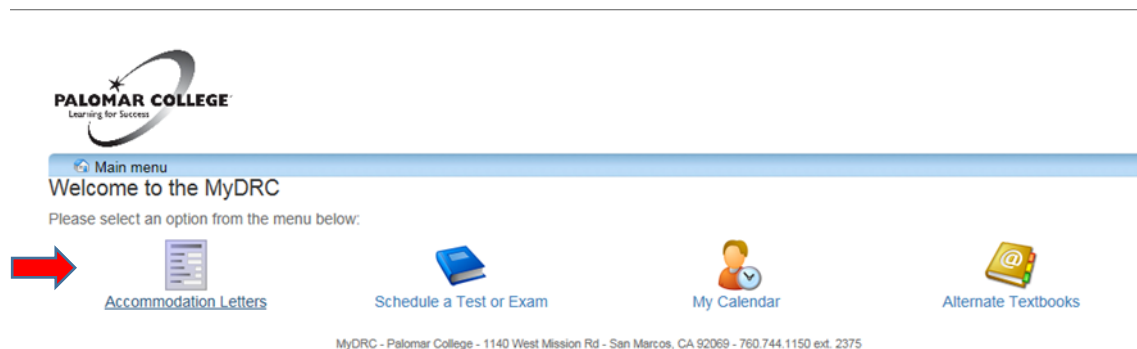 PALOMAR COLLEGE
Learning for Success
Main menu
Welcome to the MyDRC
Please select an option from the menu below:
Accommodation Letters Schedule a Test or Exam My Calendar Alternate Textbooks
MyDRC - Palomar College - 1140 West Mission Rd - San Marcos, CA 92069 - 760.744.1150 ext. 2375